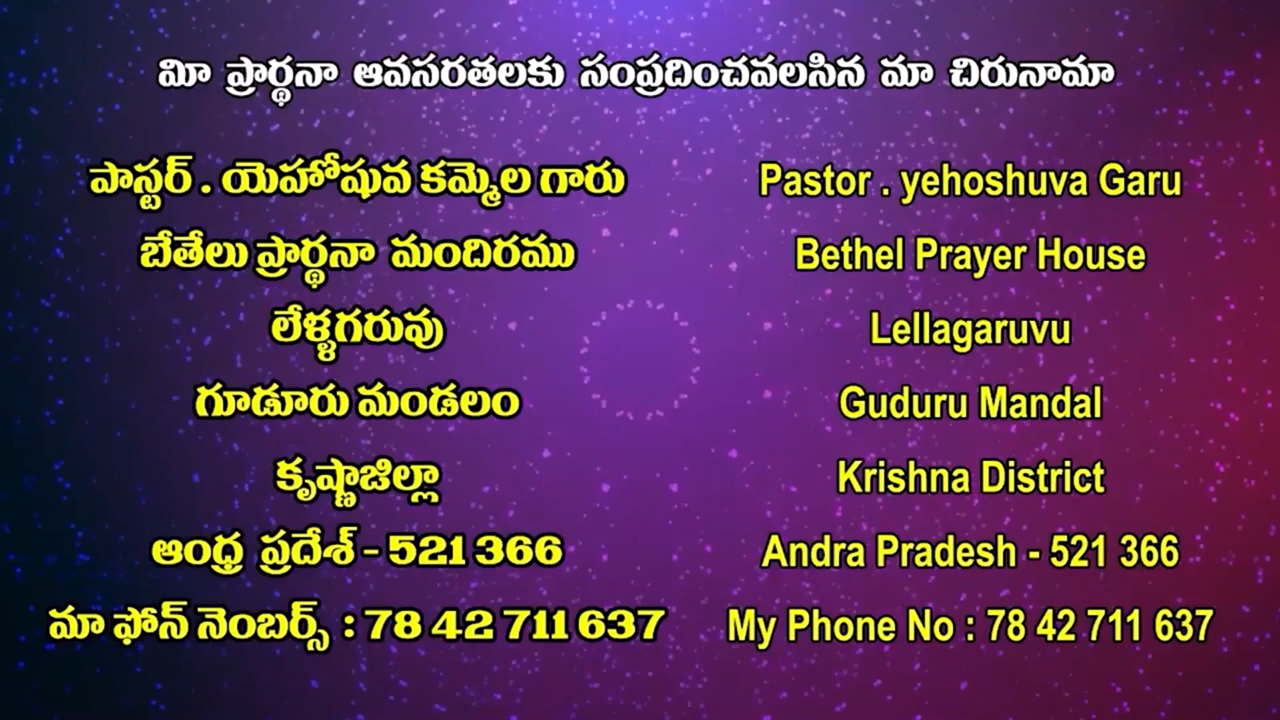 మీ ప్రార్థనా ఆవసరతలకు సంప్రదించవలసిన మా చిరునామా
పాస్టర్ . యెహోషువ కమ్మెల గారు
బేతేలు ప్రార్థనా మందిరము
లేళ్ళగరువు
గూడూరు మండలం
కృష్ణాజిల్లా
ఆంధ్ర ప్రదేశ్ - 521 366
మా ఫోన్ నెంబర్స్ : 78 42 711 637
Pastor . yehoshuva Garu
Bethel Prayer House
Lellagaruvu
Guduru Mandal
Krishna District
Andra Pradesh - 521 366
My Phone No : 78 42 711 637